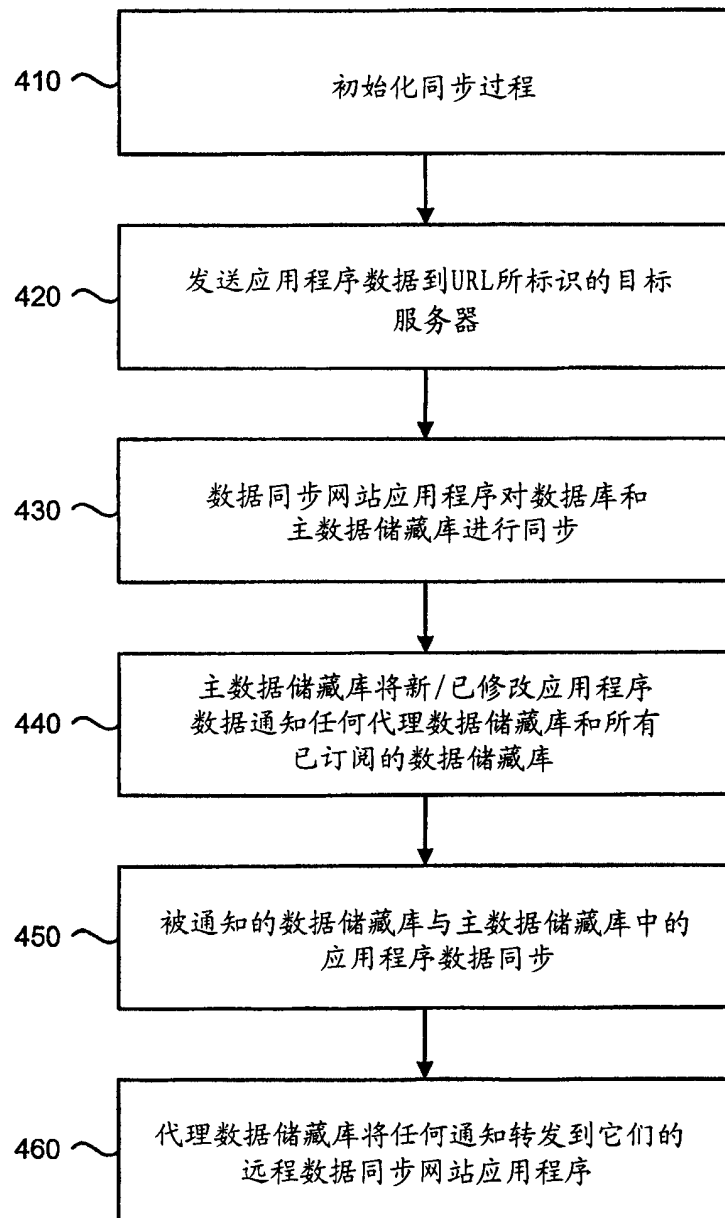 410
初始化同步过程
420
发送应用程序数据到URL所标识的目标
服务器
430
数据同步网站应用程序对数据库和
主数据储藏库进行同步
440
主数据储藏库将新/已修改应用程序
数据通知任何代理数据储藏库和所有
已订阅的数据储藏库
450
被通知的数据储藏库与主数据储藏库中的
应用程序数据同步
460
代理数据储藏库将任何通知转发到它们的
远程数据同步网站应用程序